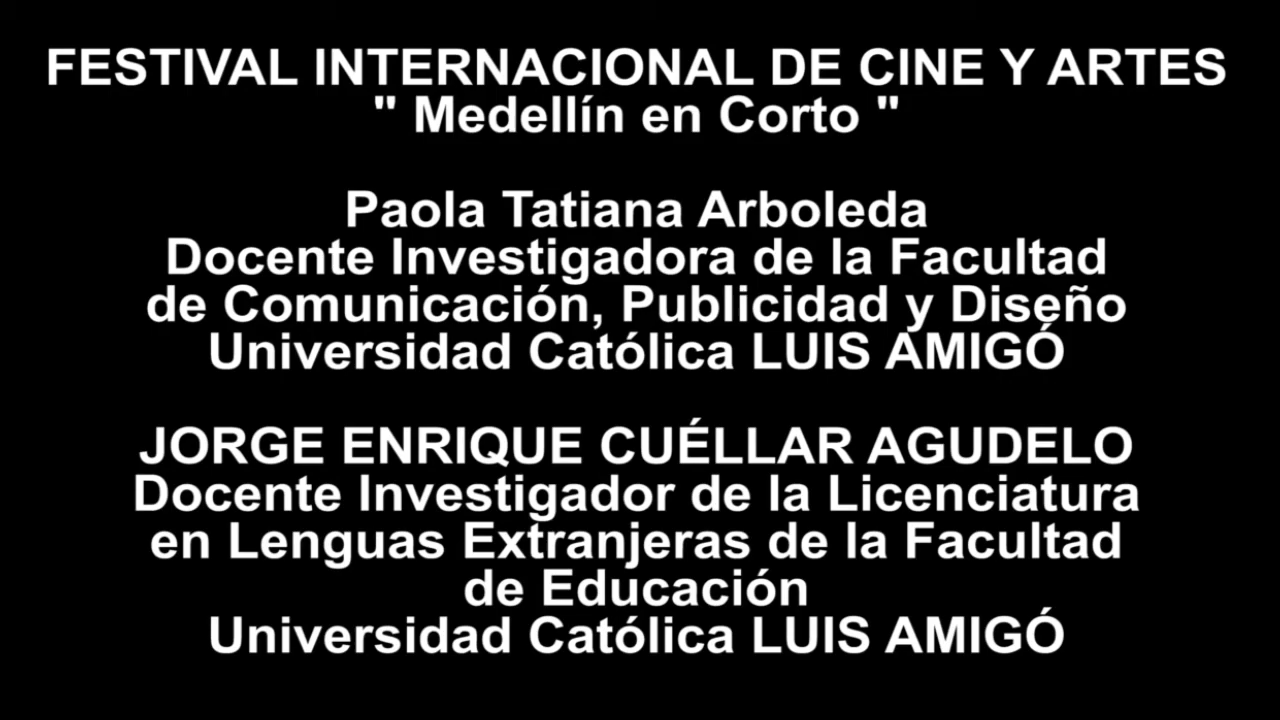 FESTIVAL INTERNACIONAL DE CINE Y ARTES
" Medellín en Corto "
Paola Tatiana Arboleda
Docente Investigadora de la Facultad
de Comunicación, Publicidad y Diseño
Universidad Católica LUIS AMIGÓ
JORGE ENRIQUE CUÉLLAR AGUDELO
Docente Investigador de la Licenciatura
en Lenguas Extranjeras de la Facultad
de Educación
Universidad Católica LUIS AMIGÓ